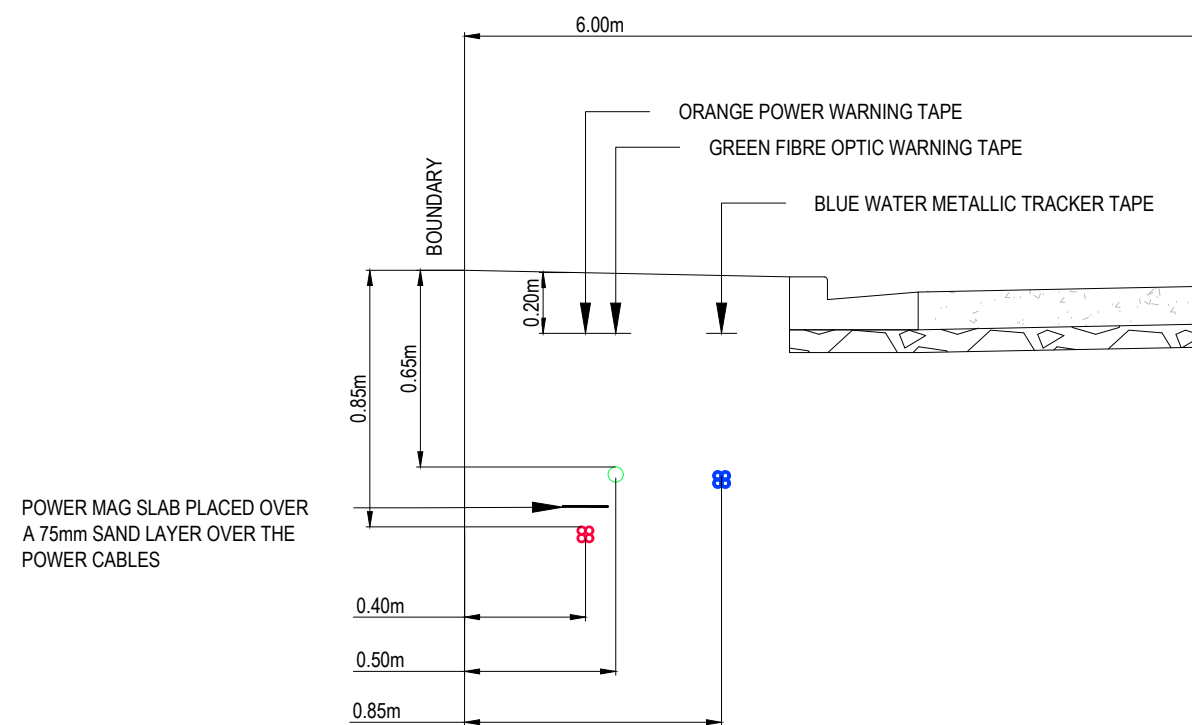 6.00m
ORANGE POWER WARNING TAPE
GREEN FIBRE OPTIC WARNING TAPE
BOUNDARY
BLUE WATER METALLIC TRACKER TAPE
0.20m
0.65m
0.85m
POWER MAG SLAB PLACED OVER
A 75mm SAND LAYER OVER THE
POWER CABLES
0.40m
0.50m
0.85m